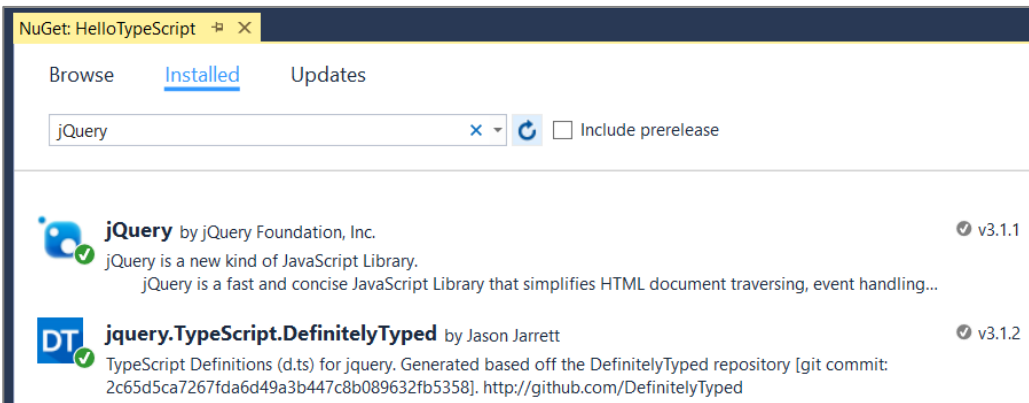 NuGet: HelloTypeScript
Browse Installed Updates
jQuery
Include prerelease
jQuery by jQuery Foundation, Inc. v3.1.1
jQuery is a new kind of JavaScript Library.
jQuery is a fast and concise JavaScript Library that simplifies HTML document traversing, event handling...
DT
jquery.TypeScript.DefinitelyTyped by Jason Jarrett v3.1.2
TypeScript Definitions (d.ts) for jquery. Generated based off the DefinitelyTyped repository [git commit:
2c65d5ca7267fda6d49a3b447c8b089632fb5358]. http://github.com/DefinitelyTyped